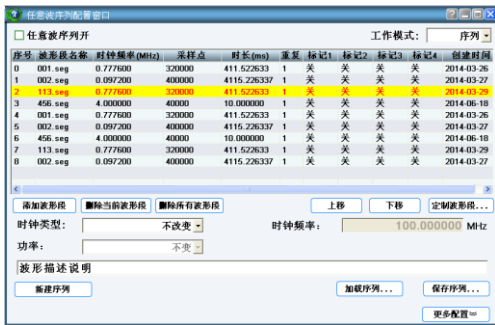 任意波序列配置窗口
任意波序列开 工作模式: 序列
序号 波形段名称 时钟频率(MHz) 采样点 时长(ms) 重复 标记1 标记2 标记3 标记4 创建时间
0 001.seg 0.777600 320000 411.522633 1 关 关 关 关 2014-03-26
1 002.seg 0.097200 400000 4115.226337 1 关 关 关 关 2014-03-27
2 113.seg 0.777600 320000 411.522633 1 关 关 关 关 2014-03-29
3 456.seg 4.000000 40000 10.000000 1 关 关 关 关 2014-06-18
4 001.seg 0.777600 320000 411.522633 1 关 关 关 关 2014-03-26
5 002.seg 0.097200 400000 4115.226337 1 关 关 关 关 2014-03-27
6 456.seg 4.000000 40000 10.000000 1 关 关 关 关 2014-06-18
7 113.seg 0.777600 320000 411.522633 1 关 关 关 关 2014-03-29
8 002.seg 0.097200 400000 4115.226337 1 关 关 关 关 2014-03-27
添加波形段 删除当前波形段 删除所有波形段 上移 下移 定制波形段...
时钟类型: 不改变 时钟频率: 100.000000 MHz
功率: 不变
波形描述说明
新建序列 加载序列... 保存序列...
更多配置